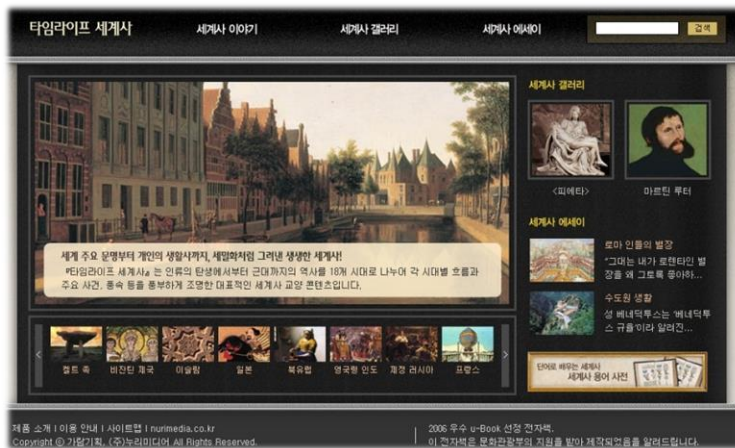 타임라이프 세계사
세계사 이야기
세계사 갤러리
세계사 에세이
검색
세계 주요 문명부터 개인의 생활사까지, 세밀화처럼 그려낸 생생한 세계사!
『타임라이프 세계사』는 인류의 탄생에서부터 근대까지의 역사를 18개 시대로 나누어 각 시대별 흐름과
주요 사건, 풍속 등을 풍부하게 조명한 대표적인 세계사 교양 콘텐츠입니다.
켈트 족
비잔틴 제국
이슬람
일본
북유럽
영국령 인도
제정 러시아
프랑스
세계사 갤러리
<피에타>
마르틴 루터
세계사 에세이
로마 인들의 별장
"그대는 내가 로렌타인 별
장을 왜 그토록 좋아하...
수도원 생활
성 베네딕투스는 '베네딕투
스 규율'이라 알려진...
단어로 배우는 세계사
세계사 용어 사전
제품 소개 | 이용 안내 | 사이트맵 | nurimedia.co.kr
Copyright ⓒ 가람기획, (주)누리미디어 All Rights Reserved.
2006 우수 u-Book 선정 전자책.
이 전자책은 문화관광부의 지원을 받아 제작되었음을 알려드립니다.